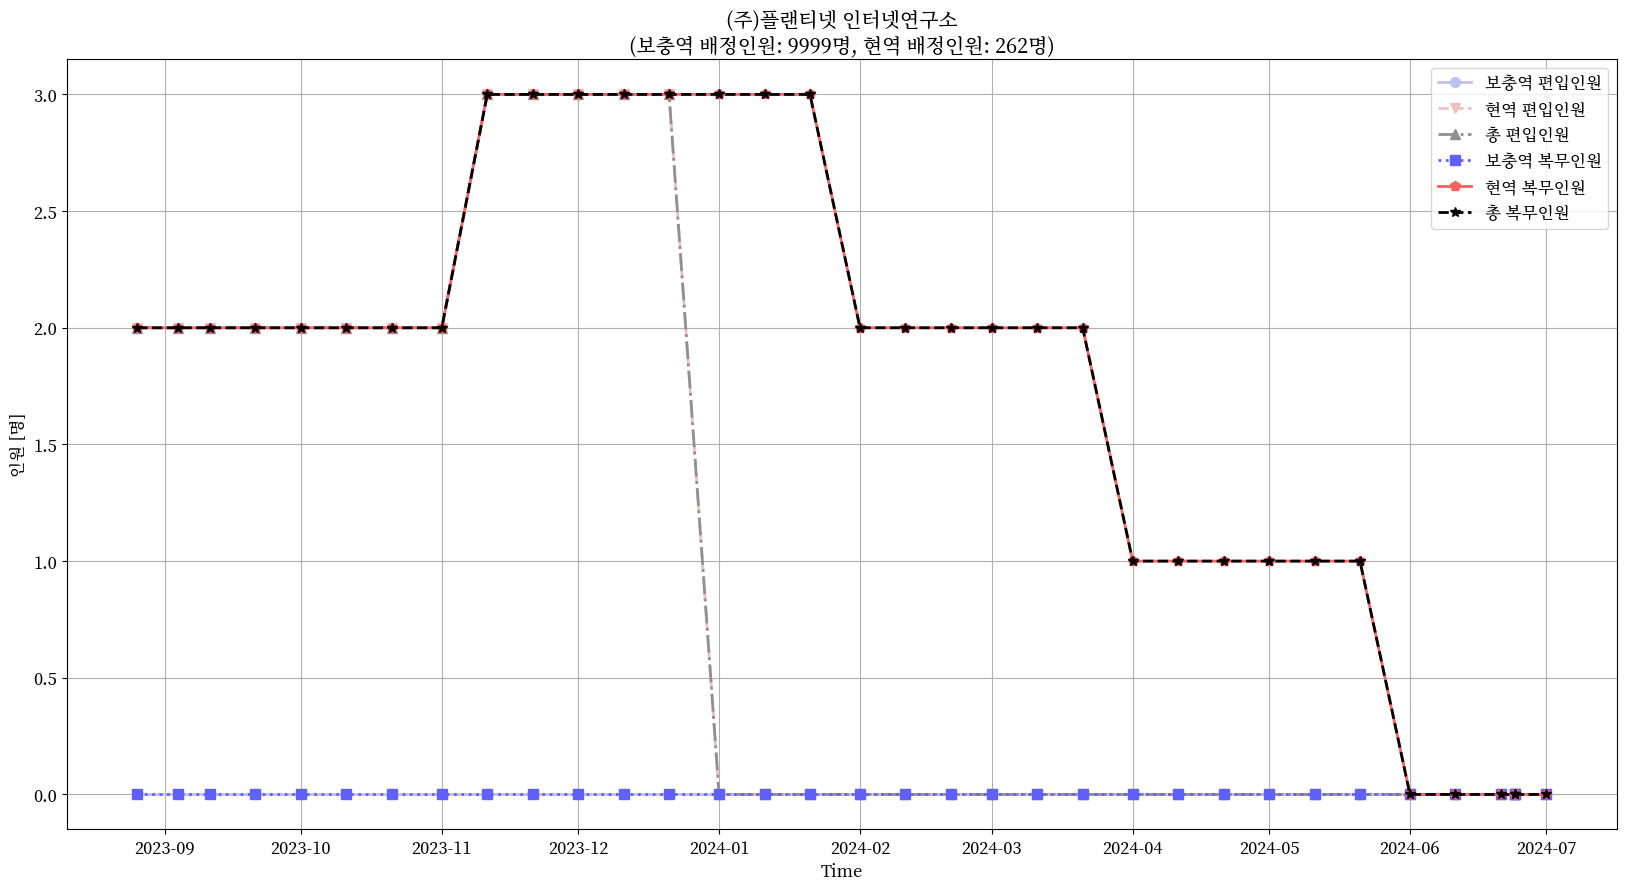 (주)플랜티넷 인터넷연구소
(보충역 배정인원: 9999명, 현역 배정인원: 262명)
보충역 편입인원
현역 편입인원
총 편입인원
보충역 복무인원
현역 복무인원
총 복무인원
인원 [명]
3.0
2.5
2.0
1.5
1.0
0.5
0.0
2023-09
2023-10
2023-11
2023-12
2024-01
2024-02
2024-03
2024-04
2024-05
2024-06
2024-07
Time